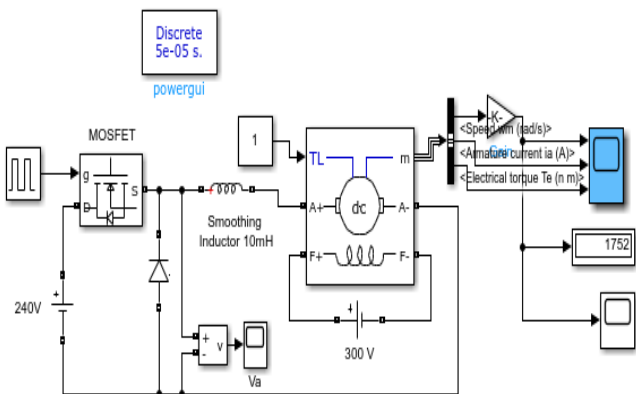 Discrete
5e-05 s.
powergui
MOSFET
g
D
S
240V
Smoothing
Inductor 10mH
1
TL
m
A+
dc
A-
F+
F-
300 V
+
-
v
Va
-K-
<Speed wm (rad/s)>
Gain
<Armature current ia (A)>
<Electrical torque Te (n m)>
1752